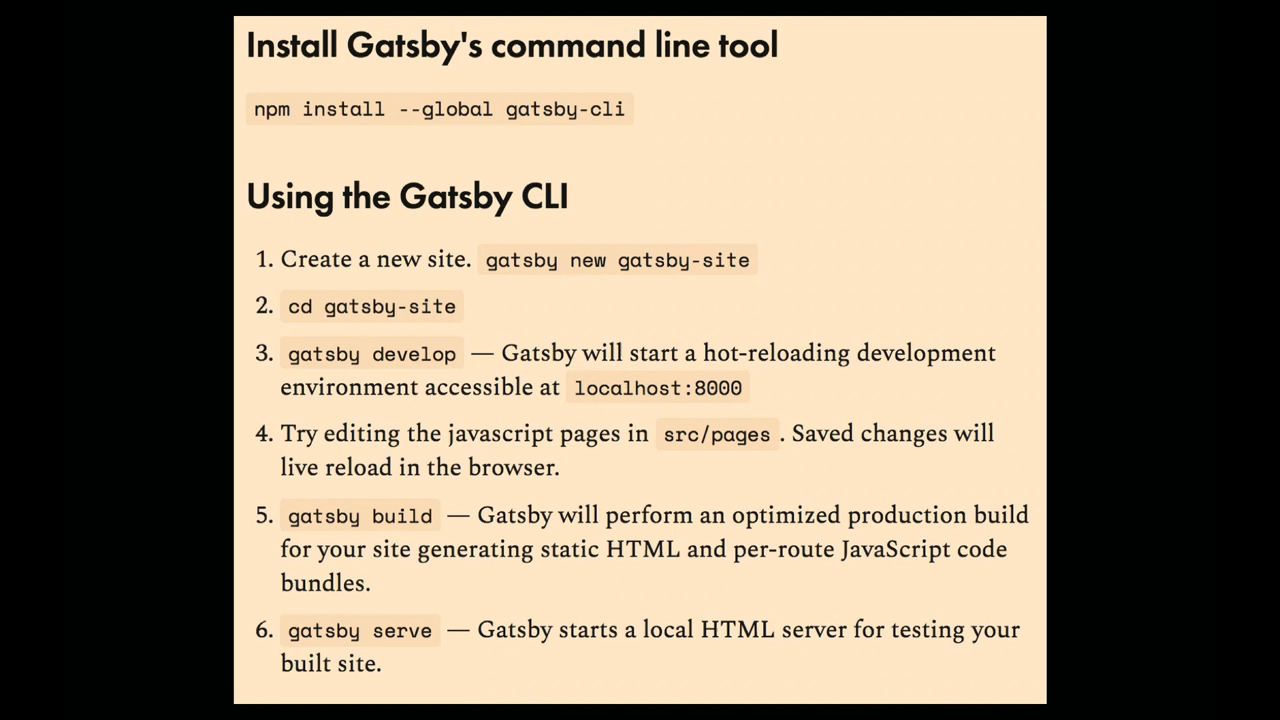 Install Gatsby's command line tool
npm install --global gatsby-cli
Using the Gatsby CLI
1. Create a new site. gatsby new gatsby-site
2. cd gatsby-site
3. gatsby develop — Gatsby will start a hot-reloading development
environment accessible at localhost:8000
4. Try editing the javascript pages in src/pages. Saved changes will
live reload in the browser.
5. gatsby build — Gatsby will perform an optimized production build
for your site generating static HTML and per-route JavaScript code
bundles.
6. gatsby serve — Gatsby starts a local HTML server for testing your
built site.